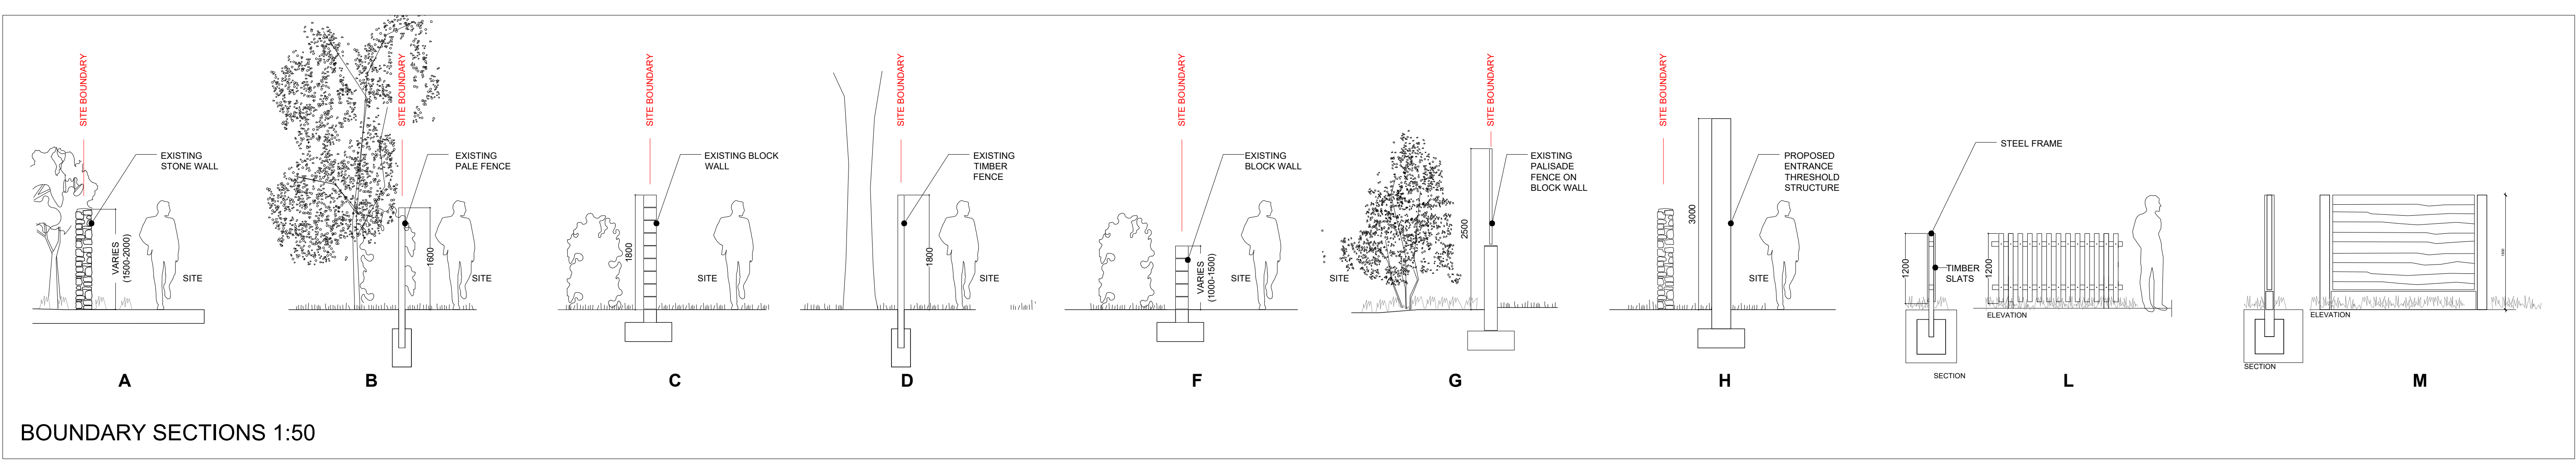 SITE BOUNDARY
EXISTING
STONE WALL
VARIES
(1500-2000)
SITE
A
SITE BOUNDARY
EXISTING
PALE FENCE
1600
SITE
B
SITE BOUNDARY
EXISTING BLOCK
WALL
1800
SITE
C
SITE BOUNDARY
EXISTING
TIMBER
FENCE
1800
SITE
D
SITE BOUNDARY
EXISTING
BLOCK WALL
VARIES
(1000-1500)
SITE
F
SITE BOUNDARY
EXISTING
PALISADE
FENCE ON
BLOCK WALL
2500
SITE
G
SITE BOUNDARY
PROPOSED
ENTRANCE
THRESHOLD
STRUCTURE
3000
SITE
H
STEEL FRAME
1200
TIMBER
SLATS
1200
ELEVATION
SECTION
L
ELEVATION
SECTION
M
BOUNDARY SECTIONS 1:50